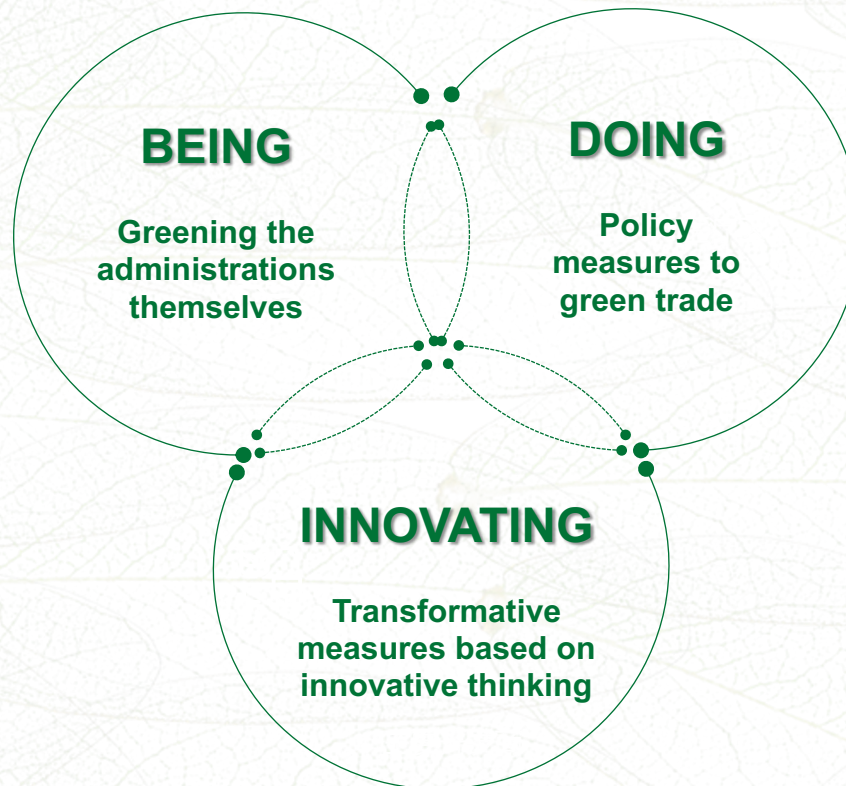 BEING
Greening the
administrations
themselves
DOING
Policy
measures to
green trade
INNOVATING
Transformative
measures based on
innovative thinking